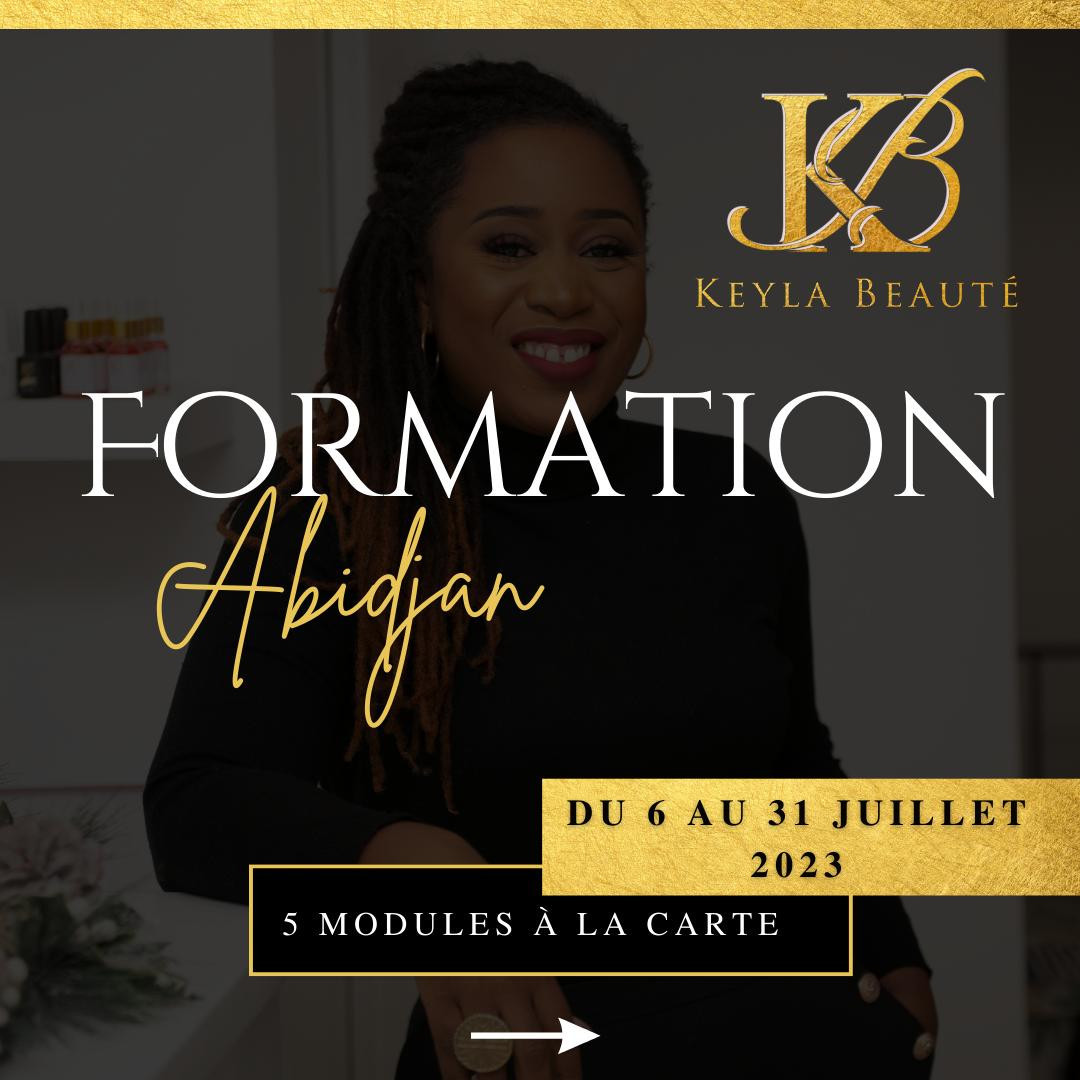 KB
KEYLA BEAUTÉ
FORMATION
Abidjan
DU 6 AU 31 JUILLET
2023
5 MODULES À LA CARTE